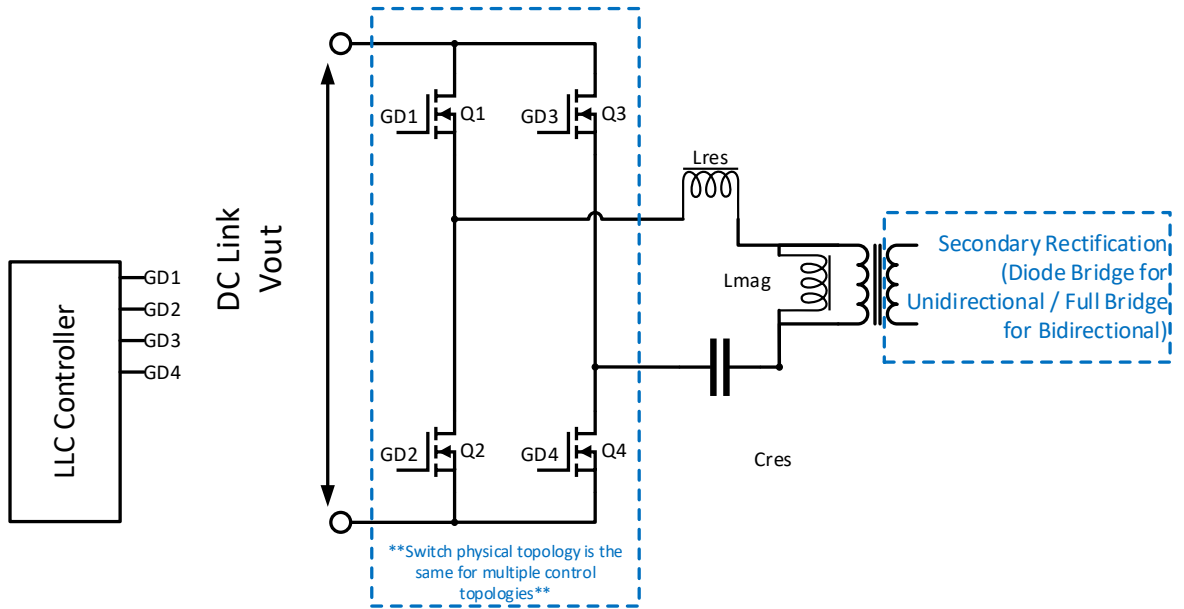 LLC Controller
GD1
GD2
GD3
GD4
DC Link
Vout
GD1
Q1
GD3
Q3
GD2
Q2
GD4
Q4
**Switch physical topology is the
same for multiple control
topologies**
Lres
Lmag
Cres
Secondary Rectification
(Diode Bridge for
Unidirectional / Full Bridge
for Bidirectional)